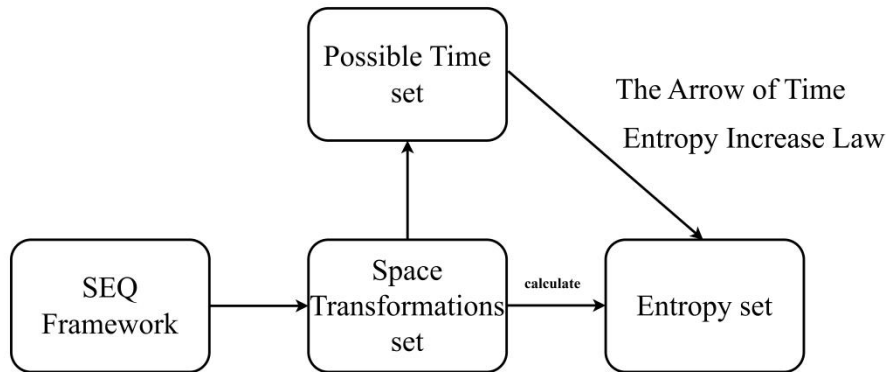 Possible Time
set
The Arrow of Time
Entropy Increase Law
SEQ
Framework
Space
Transformations
set
calculate
Entropy set